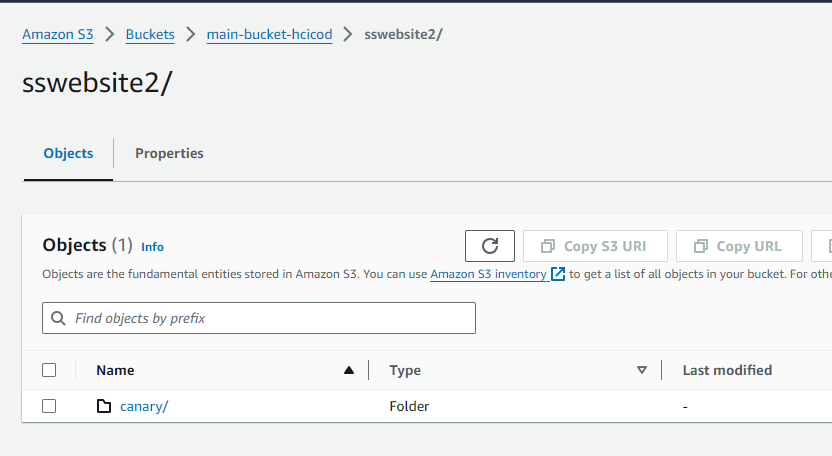 Amazon S3 > Buckets > main-bucket-hcicod > sswebsite2/
sswebsite2/
Objects Properties
Objects (1) Info
Copy S3 URI Copy URL
Objects are the fundamental entities stored in Amazon S3. You can use Amazon S3 inventory to get a list of all objects in your bucket. For othe
Find objects by prefix
Name Type Last modified
canary/ Folder -